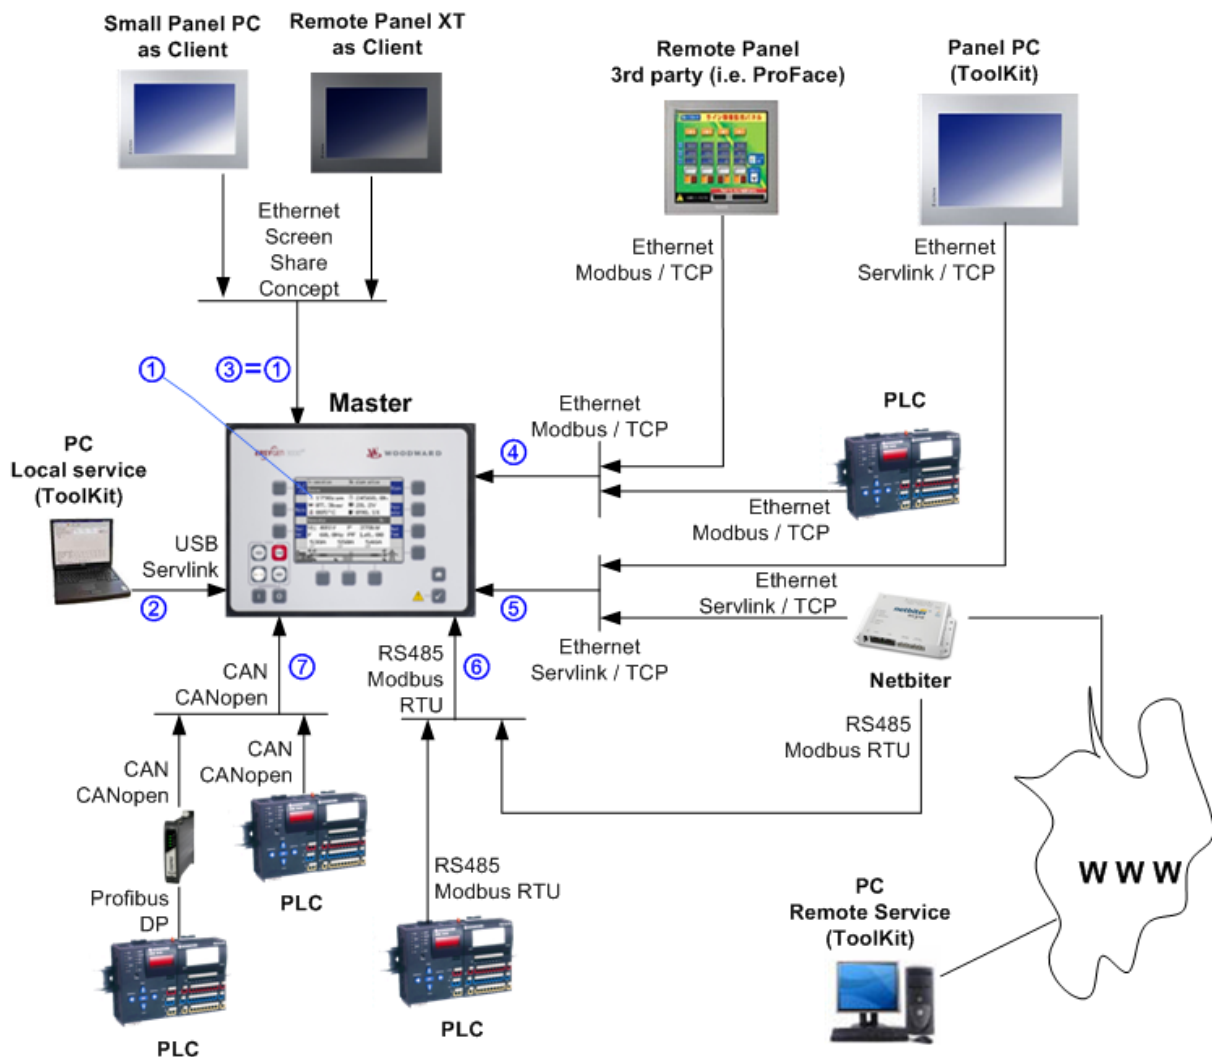 Small Panel PC
as Client
Remote Panel XT
as Client
Remote Panel
3rd party (i.e. ProFace)
Panel PC
(ToolKit)
Ethernet
Screen
Share
Concept
Ethernet
Modbus / TCP
Ethernet
Servlink / TCP
1
3=1
Master
Ethernet
Modbus / TCP
4
PLC
PC
Local service
(ToolKit)
WOODWARD
Ethernet
Modbus / TCP
USB
Servlink
2
5
Ethernet
Servlink / TCP
netbiter
Ethernet
Servlink / TCP
Netbiter
7
CAN
CANopen
RS485
Modbus
RTU
6
RS485
Modbus RTU
CAN
CANopen
CAN
CANopen
PLC
Profibus
DP
PLC
RS485
Modbus RTU
PLC
W W W
PC
Remote Service
(ToolKit)